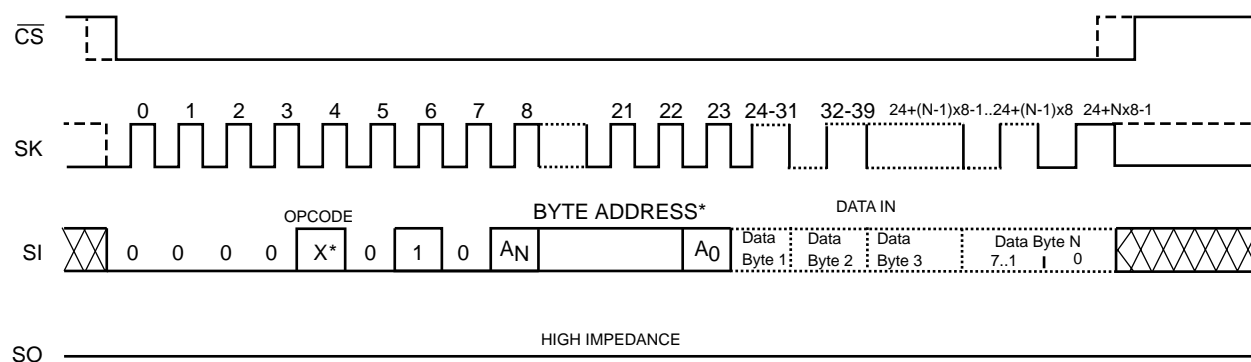 CS
0 1 2 3 4 5 6 7 8 21 22 23 24-31 32-39 24+(N-1)x8-1..24+(N-1)x8 24+Nx8-1
SK
OPCODE BYTE ADDRESS* DATA IN
SI 0 0 0 0 X* 0 1 0 AN A0 Data Byte 1 Data Byte 2 Data Byte 3 Data Byte N 7..1 0
HIGH IMPEDANCE
SO